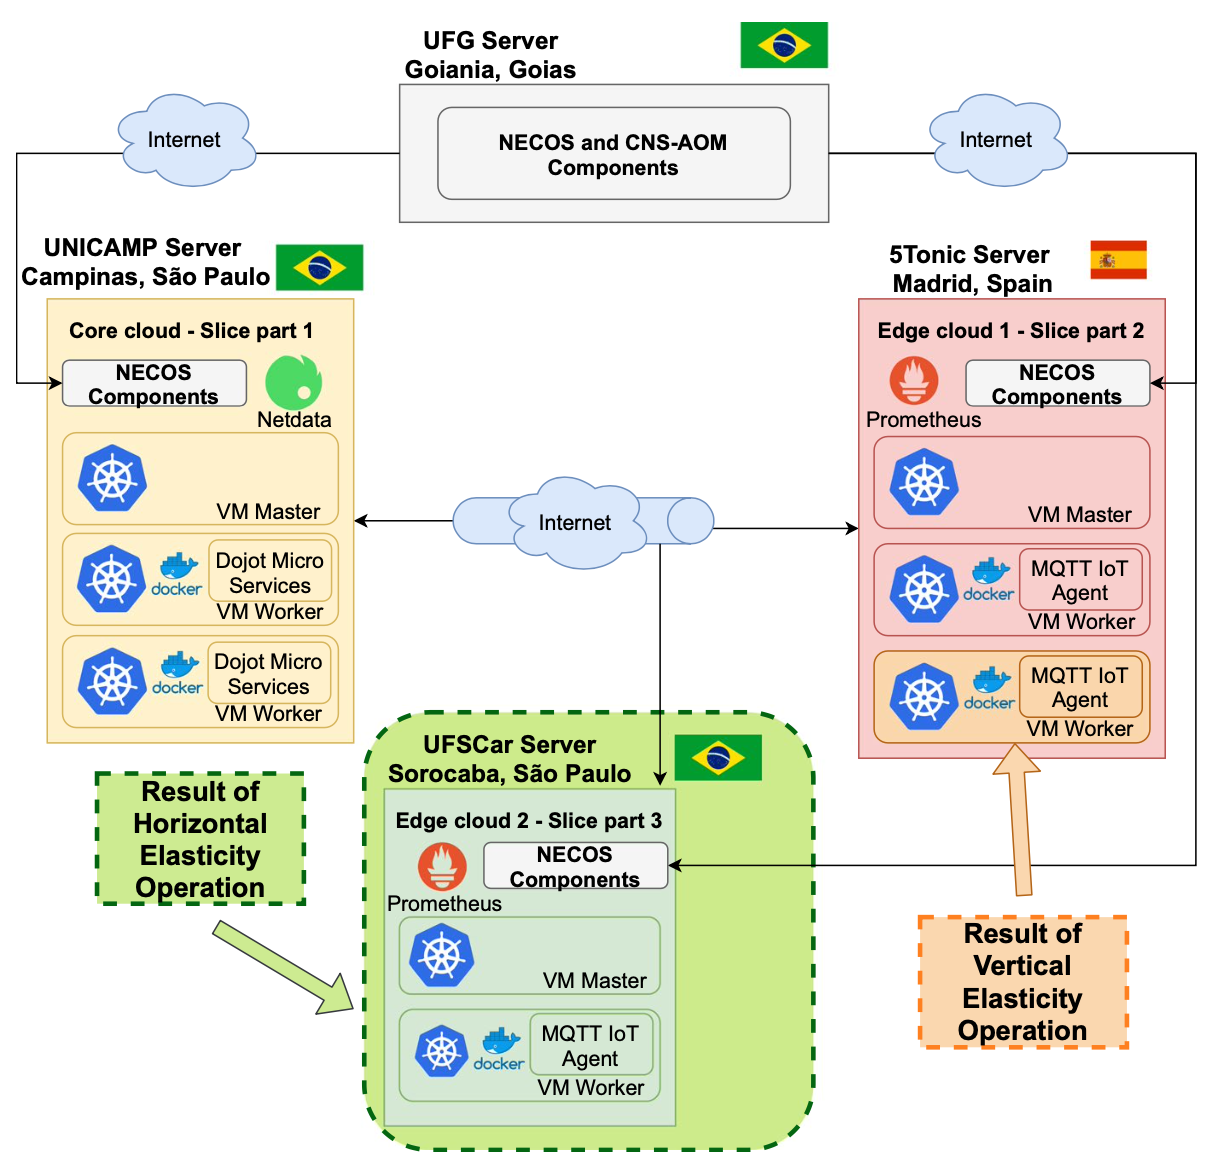 UFG Server
Goiania, Goias
Internet
NECOS and CNS-AOM
Components
Internet
UNICAMP Server
Campinas, São Paulo
5Tonic Server
Madrid, Spain
Core cloud - Slice part 1
NECOS
Components
Netdata
VM Master
docker
Dojot Micro
Services
VM Worker
docker
Dojot Micro
Services
VM Worker
Internet
Edge cloud 1 - Slice part 2
Prometheus
NECOS
Components
VM Master
docker
MQTT IoT
Agent
VM Worker
docker
MQTT IoT
Agent
VM Worker
UFSCar Server
Sorocaba, São Paulo
Edge cloud 2 - Slice part 3
Prometheus
NECOS
Components
VM Master
docker
MQTT IoT
Agent
VM Worker
Result of
Horizontal
Elasticity
Operation
Result of
Vertical
Elasticity
Operation